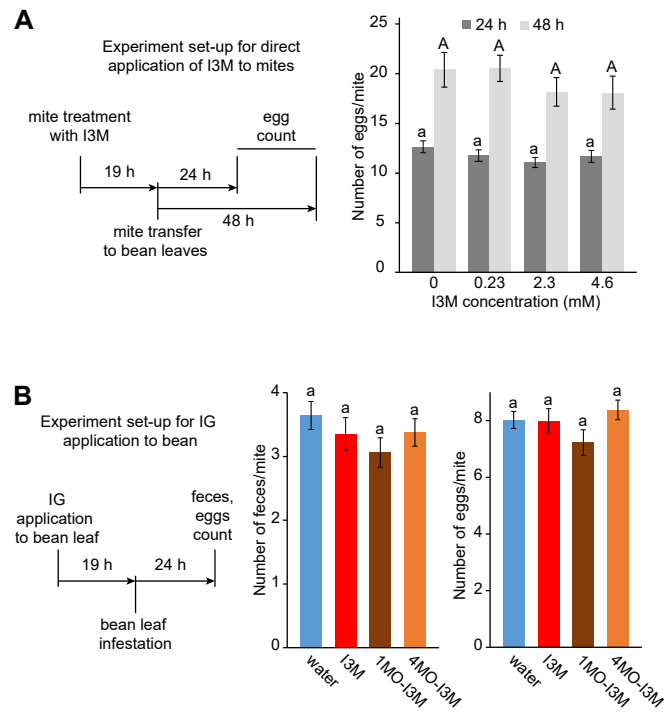 A
Experiment set-up for direct
application of I3M to mites
mite treatment
with I3M
egg
count
19 h
24 h
48 h
mite transfer
to bean leaves
24 h
48 h
Number of eggs/mite
25
20
15
10
5
0
A
A
A
A
a
a
a
a
0
0.23
2.3
4.6
I3M concentration (mM)
B
Experiment set-up for IG
application to bean
IG
application
to bean leaf
feces,
eggs
count
19 h
24 h
bean leaf
infestation
Number of feces/mite
4
3
2
1
0
a
a
a
a
water
I3M
1MO-I3M
4MO-I3M
Number of eggs/mite
8
6
4
2
0
a
a
a
a
water
I3M
1MO-I3M
4MO-I3M